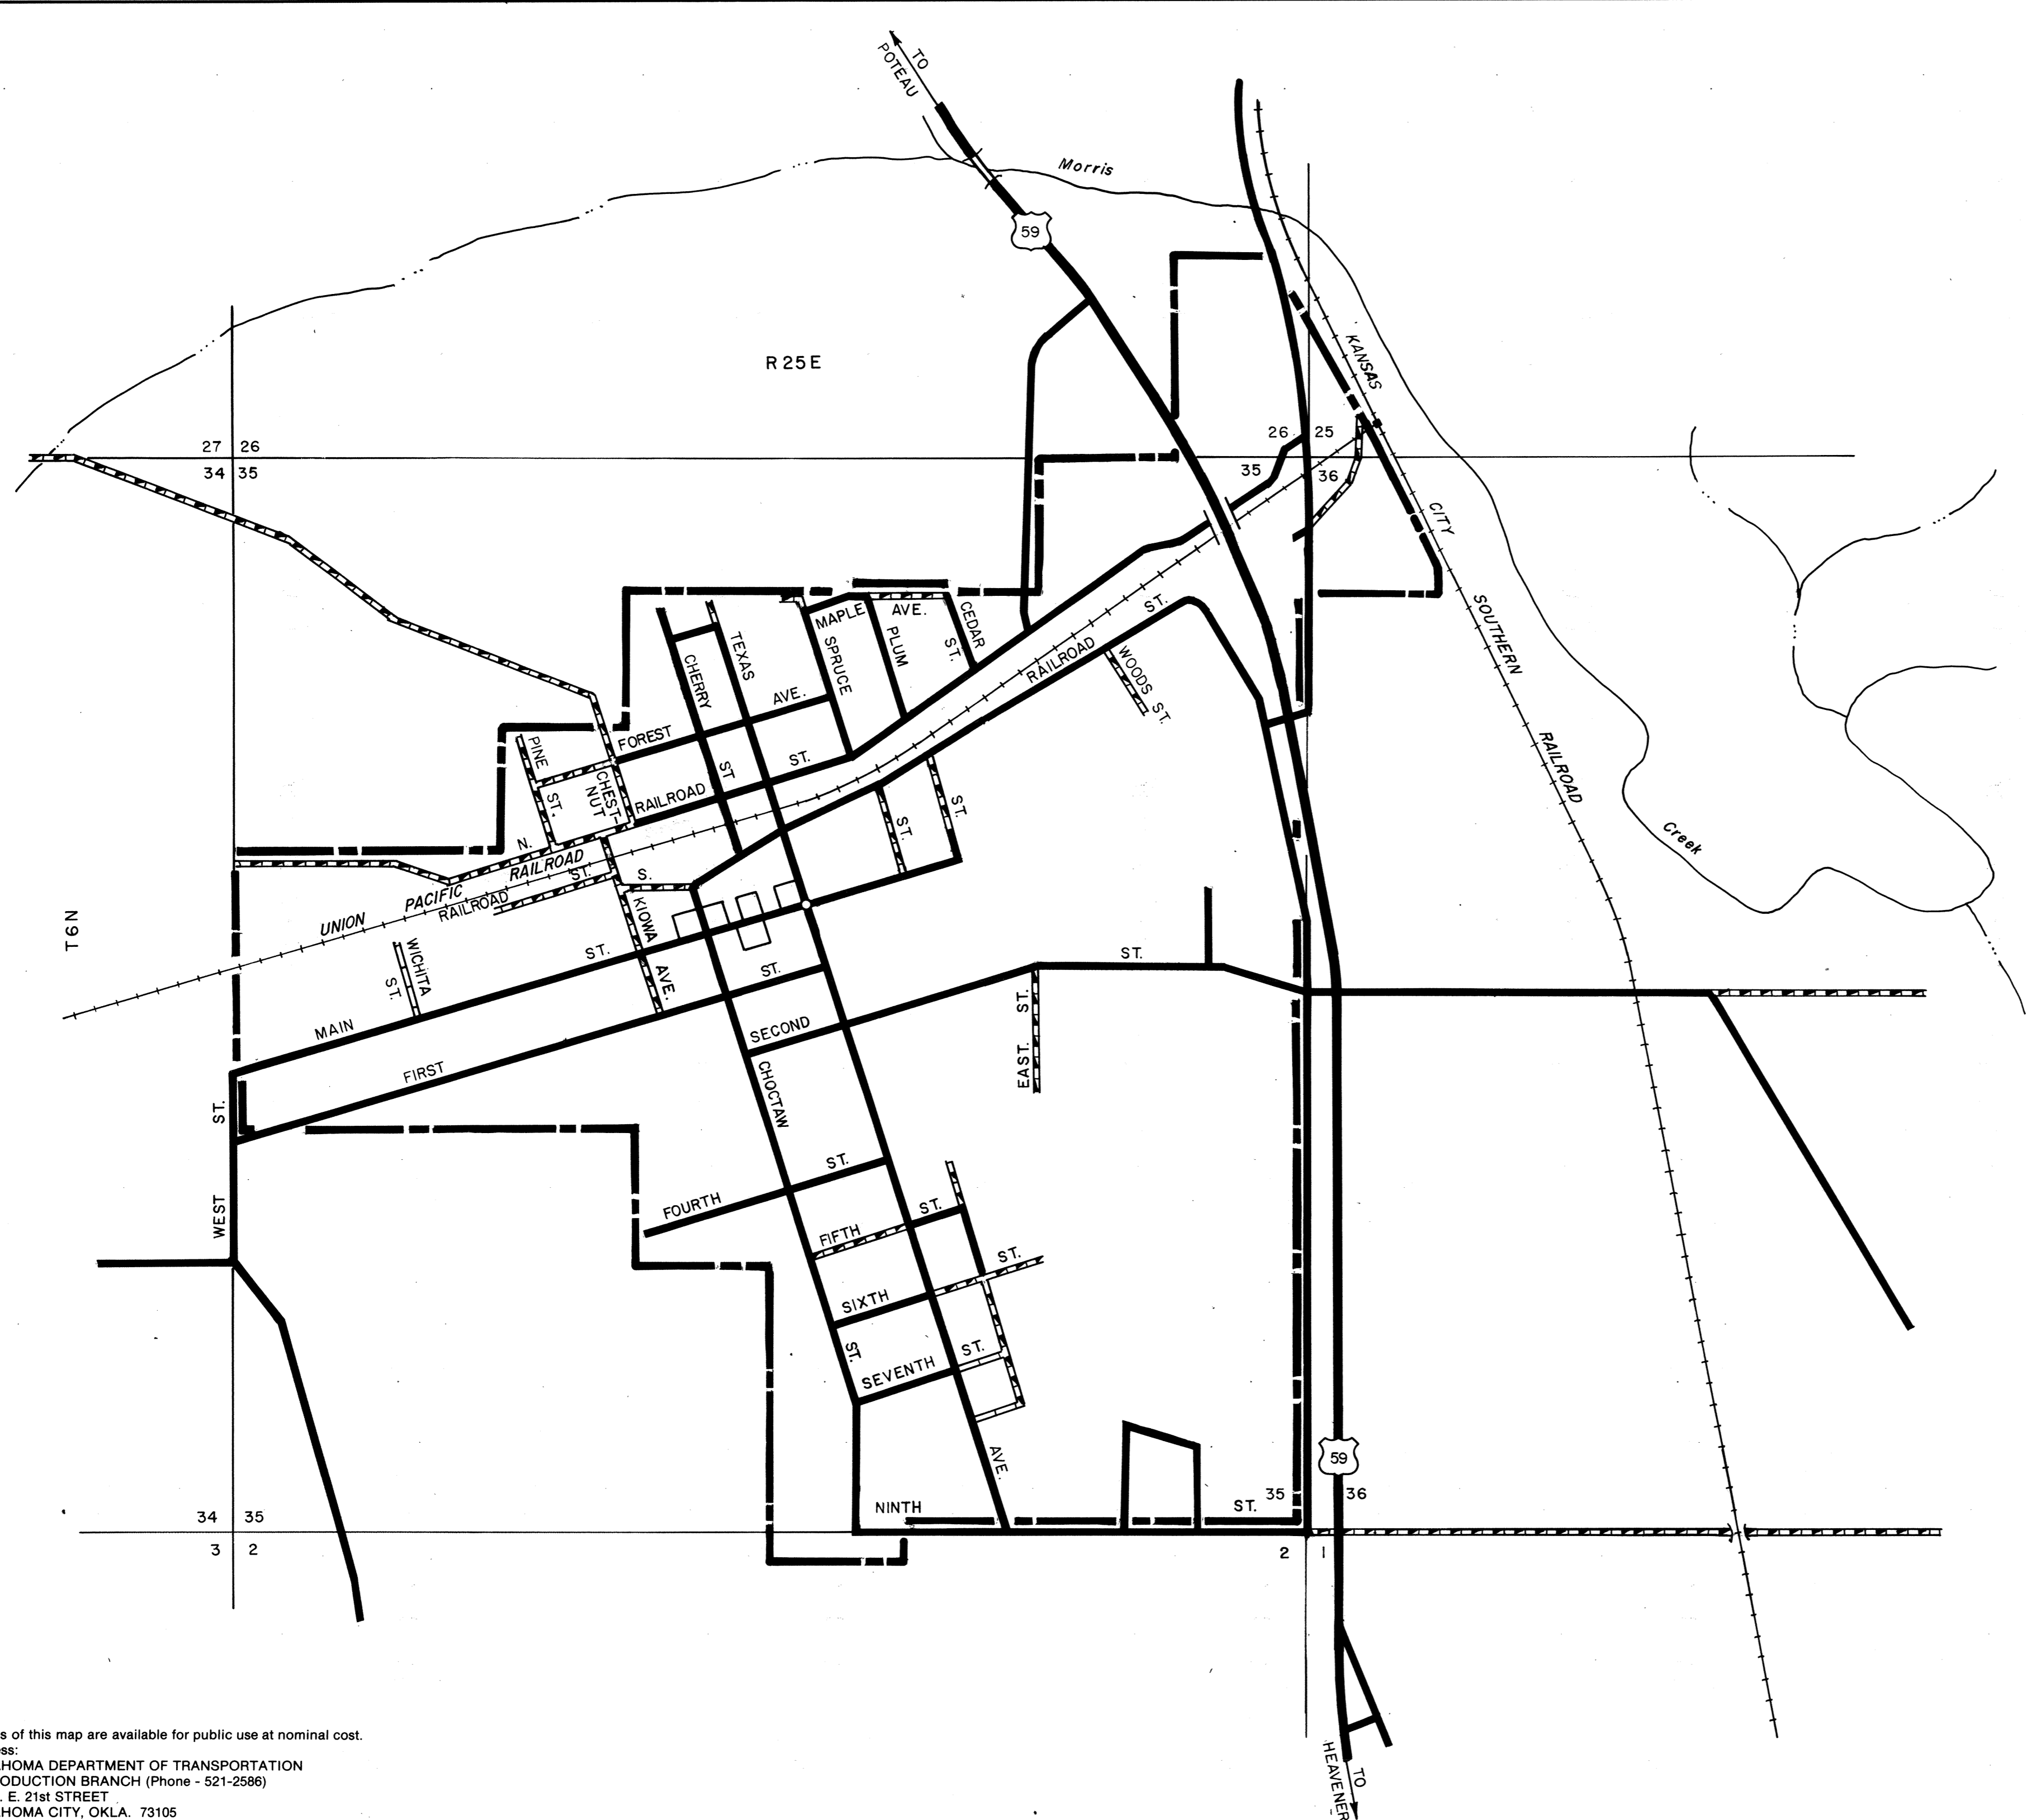 TO
POTEAU
Morris
59
R 25 E
KANSAS
27 26
34 35
26 25
35 36
CITY
SOUTHERN
RAILROAD
MAPLE AVE.
CEDAR ST.
PLUM
SPRUCE
TEXAS
CHERRY ST
FOREST AVE.
RAILROAD ST.
WOODS ST.
PINE ST.
CHEST-
NUT
N. RAILROAD ST.
UNION PACIFIC RAILROAD
RAILROAD ST.
S.
ST.
ST.
Creek
T 6 N
KIOWA AVE.
WICHITA ST.
MAIN ST.
FIRST ST.
SECOND ST.
EAST. ST.
CHOCTAW ST.
WEST ST.
FOURTH ST.
FIFTH ST.
SIXTH ST.
SEVENTH ST.
AVE.
NINTH ST.
59
34 35
3 2
35 36
2 1
TO
HEAVENER
s of this map are available for public use at nominal cost.
ess:
HOMA DEPARTMENT OF TRANSPORTATION
ODUCTION BRANCH (Phone - 521-2586)
. E. 21st STREET
HOMA CITY, OKLA. 73105